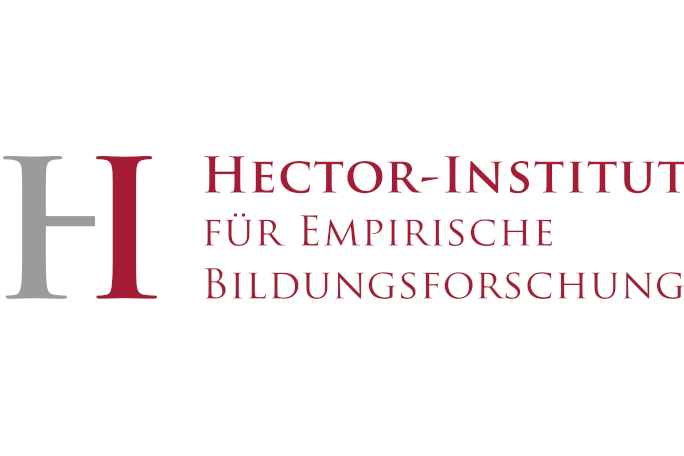 HI
HECTOR-INSTITUT
FÜR EMPIRISCHE
BILDUNGSFORSCHUNG